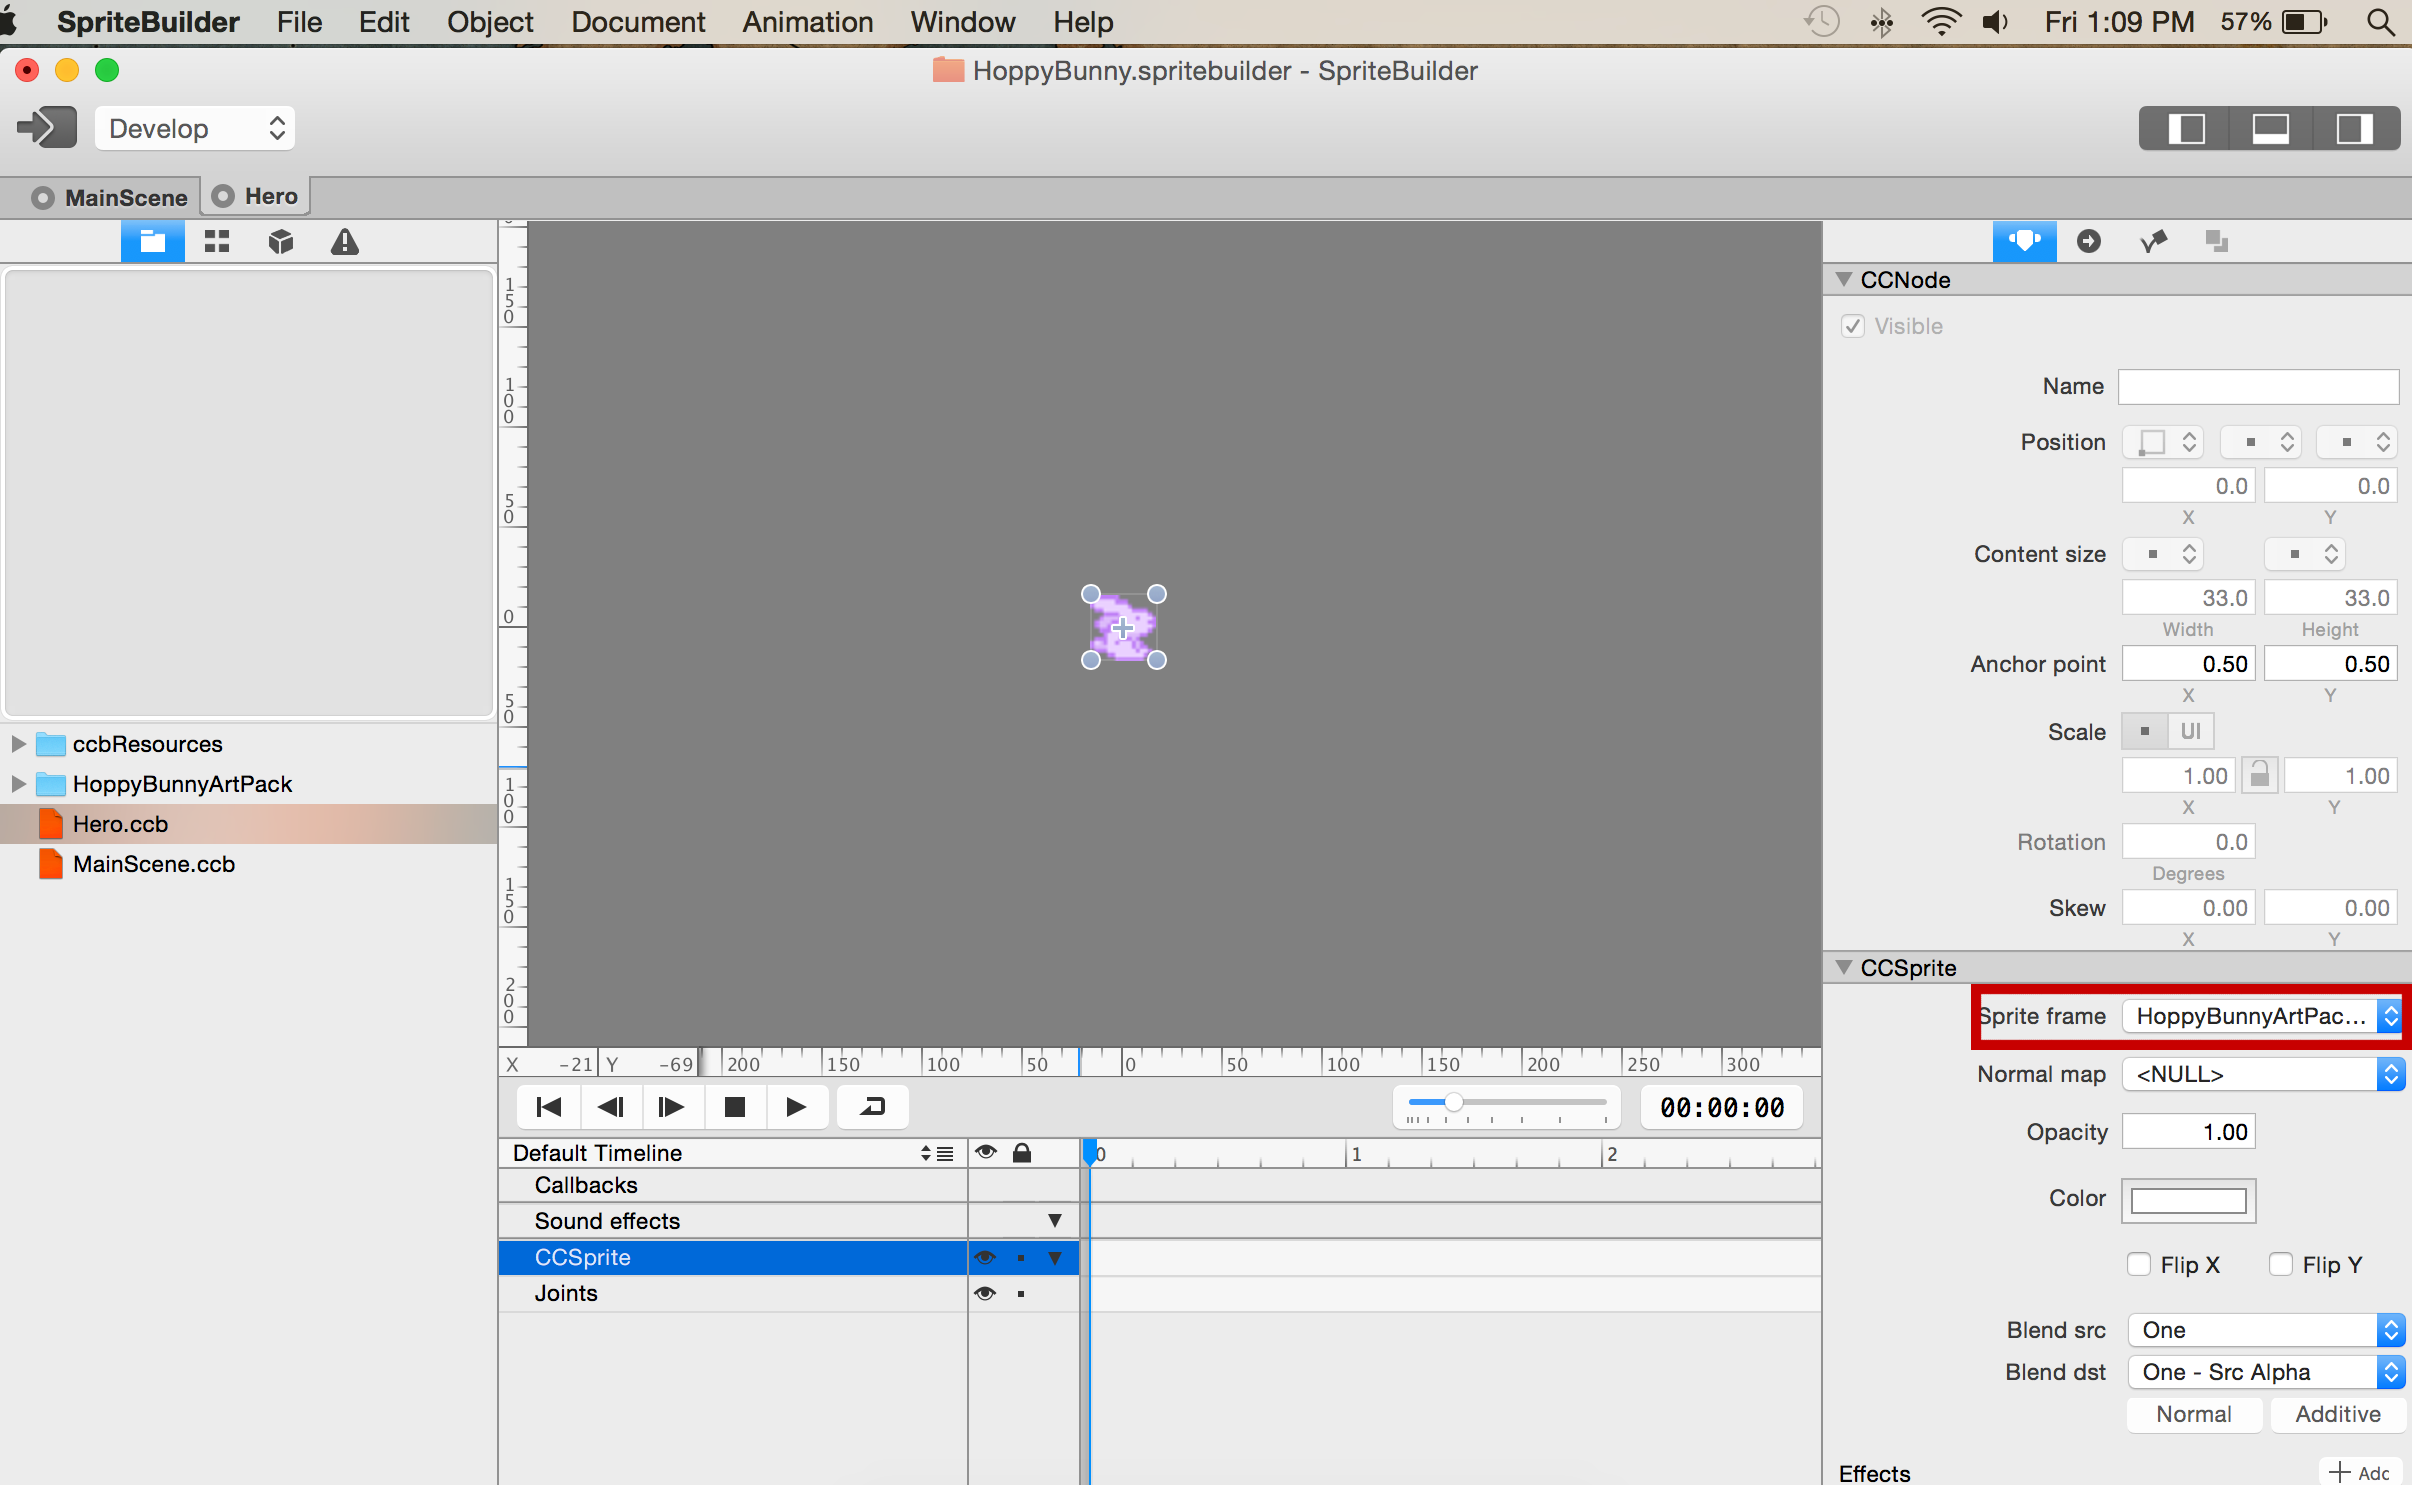 SpriteBuilder File Edit Object Document Animation Window Help Fri 1:09 PM 57%
HoppyBunny.spritebuilder - SpriteBuilder
Develop
MainScene Hero
ccbResources
HoppyBunnyArtPack
Hero.ccb
MainScene.ccb
150
100
50
0
50
100
150
200
X -21 Y -69 200 150 100 50 0 50 100 150 200 250 300
00:00:00
Default Timeline 0 1 2
Callbacks
Sound effects
CCSprite
Joints
CCNode
Visible
Name
Position
0.0 0.0
X Y
Content size
33.0 33.0
Width Height
Anchor point 0.50 0.50
X Y
Scale UI
1.00 1.00
X Y
Rotation 0.0
Degrees
Skew 0.00 0.00
X Y
CCSprite
Sprite frame HoppyBunnyArtPac...
Normal map <NULL>
Opacity 1.00
Color
Flip X Flip Y
Blend src One
Blend dst One - Src Alpha
Normal Additive
Effects Add